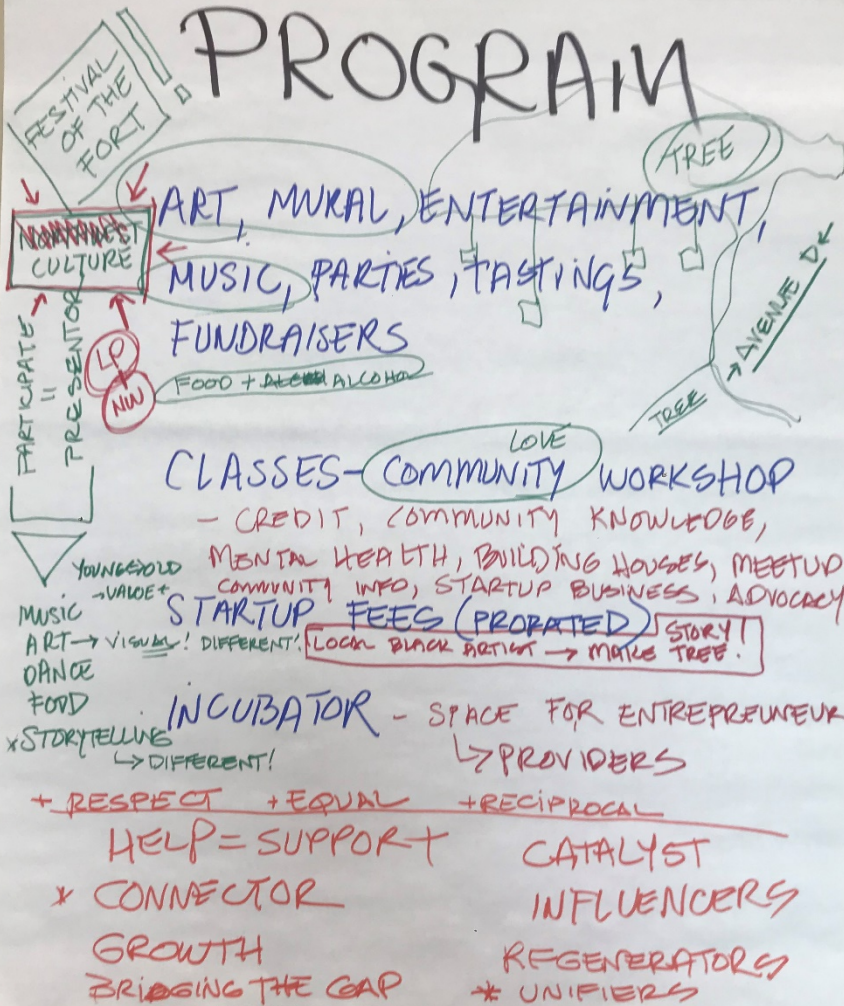 PROGRAM
FESTIVAL
OF THE
FORT
TREE
ART, MURAL, ENTERTAINMENT,
CULTURE
MUSIC, PARTIES, TASTINGS,
AVENUE D
FUNDRAISERS
LP
NW
FOOD + ALCOHOL
TREE
PARTICIPATE
=
PRESENTOR
LOVE
CLASSES - COMMUNITY WORKSHOP
- CREDIT, COMMUNITY KNOWLEDGE,
MENTAL HEALTH, BUILDING HOUSES, MEETUP
COMMUNITY INFO, STARTUP BUSINESS, ADVOCACY
YOUNG & OLD
→ VALUE +
STARTUP FEES (PRORATED)
STORY!
LOCAL BLACK ARTIST → MAKE TREE.
MUSIC
ART → VISUAL! DIFFERENT!
DANCE
FOOD
* STORYTELLING
↳ DIFFERENT!
INCUBATOR - SPACE FOR ENTREPREUNEUR
↳ PROVIDERS
+ RESPECT + EQUAL + RECIPROCAL
HELP = SUPPORT
* CONNECTOR
GROWTH
BRIDGING THE GAP
CATALYST
INFLUENCERS
REGENERATORS
* UNIFIERS